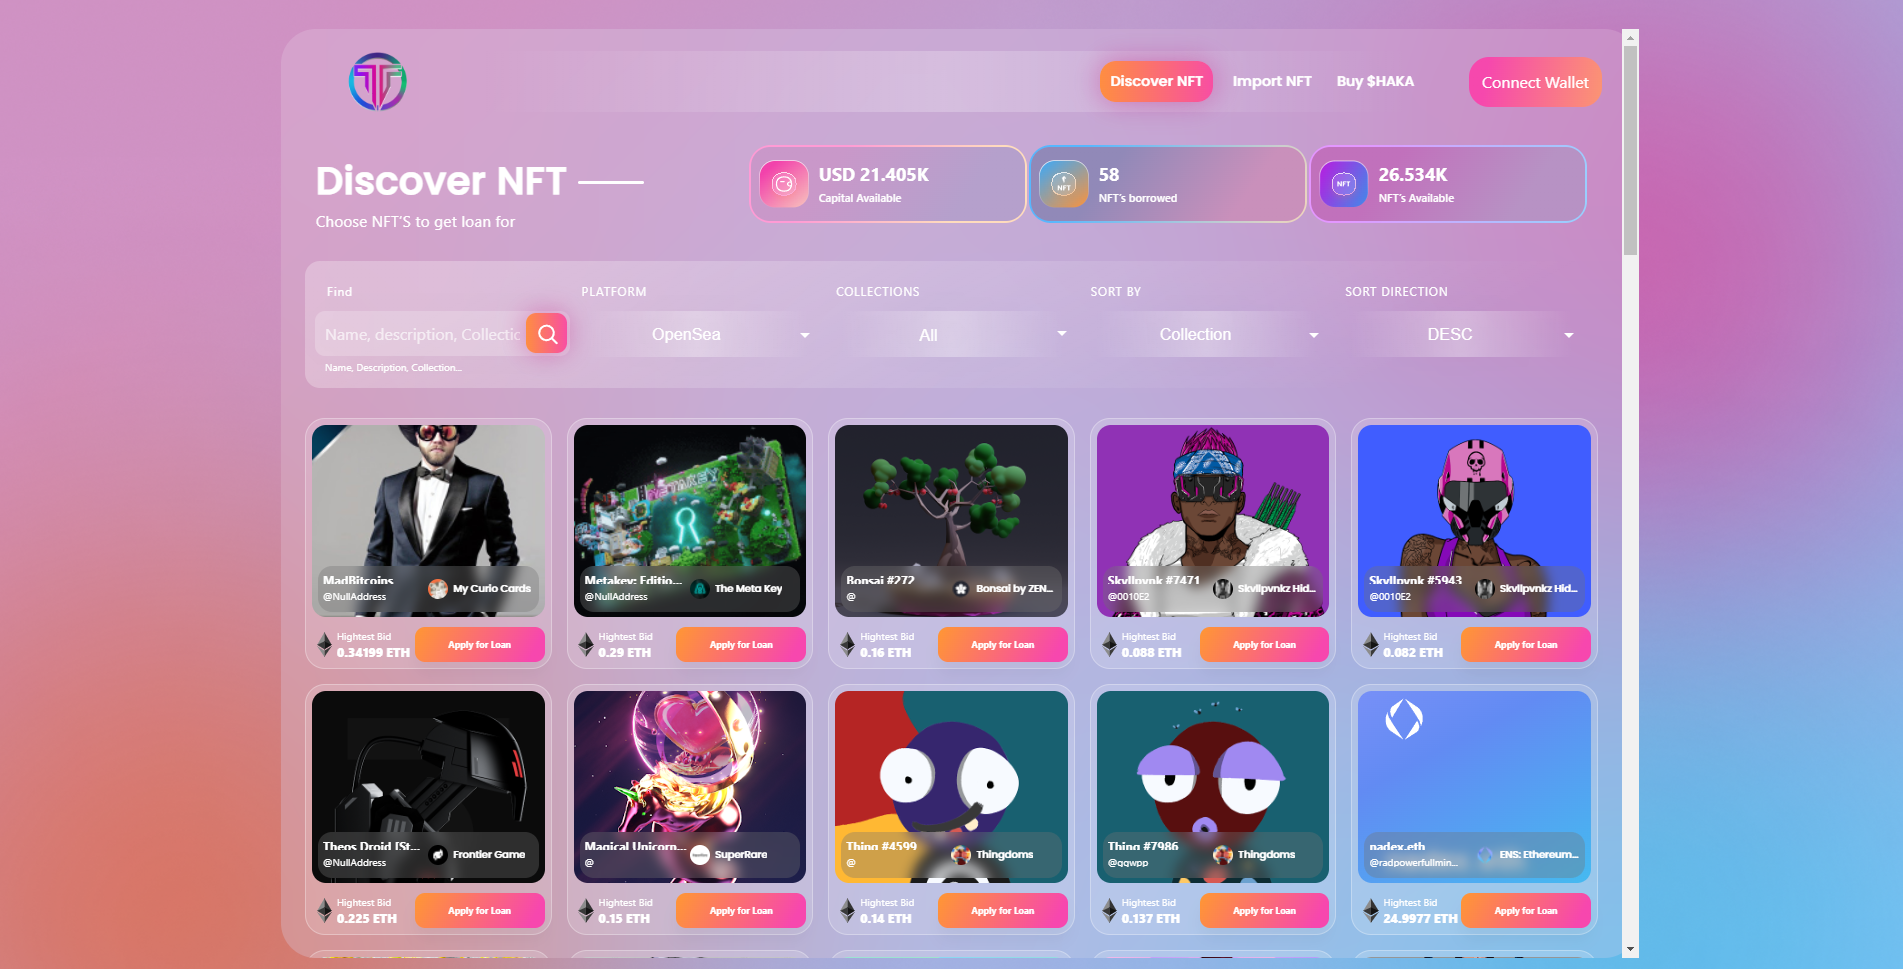 Discover NFT
Import NFT
Buy $HAKA
Connect Wallet
Discover NFT
Choose NFT'S to get loan for
USD 21.405K
Capital Available
NFT
58
NFT's borrowed
NFT
26.534K
NFT's Available
Find
PLATFORM
COLLECTIONS
SORT BY
SORT DIRECTION
Name, description, Collectic
OpenSea
All
Collection
DESC
Name, Description, Collection...
METAKEY
MadBitcoins
My Curio Cards
@NullAddress
Metakey: Editio...
The Meta Key
@NullAddress
Bonsai #272
Bonsai by ZEN...
@
Skvllpvnk #7471
Skvllpvnkz Hid...
@0010E2
Skvllpvnk #5943
Skvllpvnkz Hid...
@0010E2
Hightest Bid
0.34199 ETH
Apply for Loan
Hightest Bid
0.29 ETH
Apply for Loan
Hightest Bid
0.16 ETH
Apply for Loan
Hightest Bid
0.088 ETH
Apply for Loan
Hightest Bid
0.082 ETH
Apply for Loan
Theos Droid [St...
Frontier Game
@NullAddress
Magical Unicorn...
SuperRare
@
Thing #4599
Thingdoms
@
Thing #7986
Thingdoms
@qqwpp
nadex.eth
ENS: Ethereum...
@radpowerfullmin...
Hightest Bid
0.225 ETH
Apply for Loan
Hightest Bid
0.15 ETH
Apply for Loan
Hightest Bid
0.14 ETH
Apply for Loan
Hightest Bid
0.137 ETH
Apply for Loan
Hightest Bid
24.9977 ETH
Apply for Loan